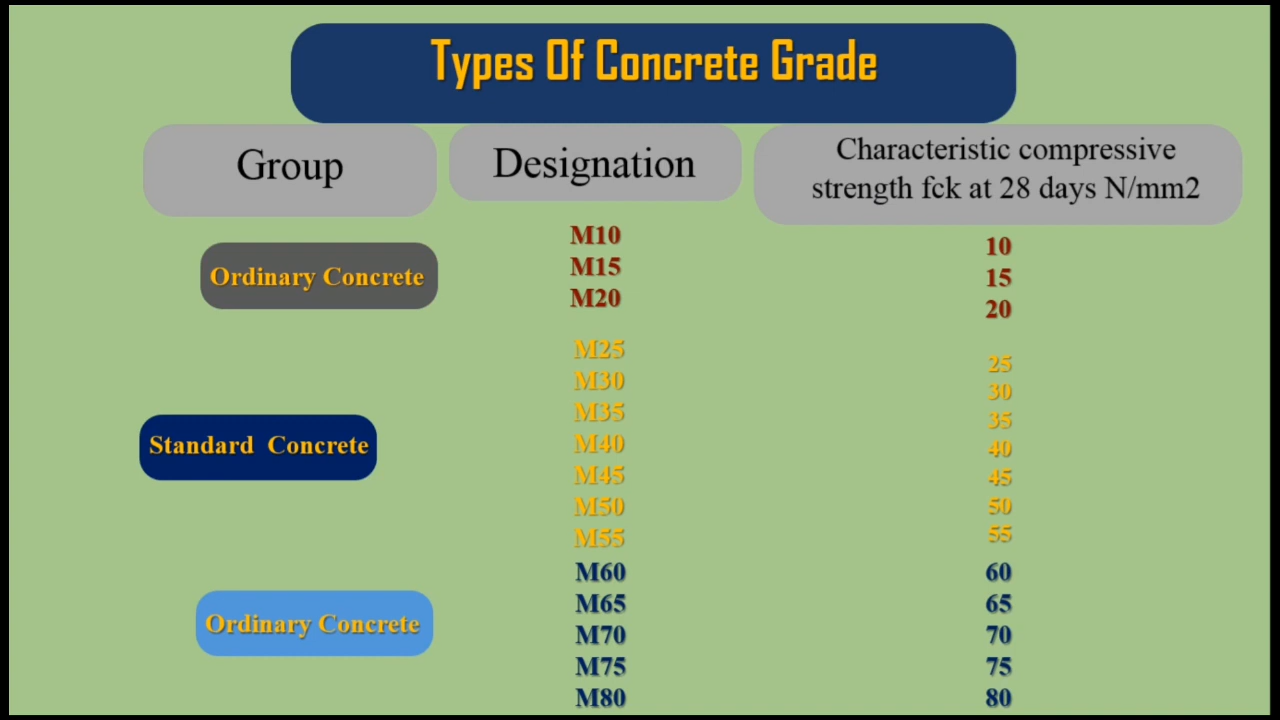 Types Of Concrete Grade
Group
Designation
Characteristic compressive
strength fck at 28 days N/mm2
Ordinary Concrete
M10
M15
M20
10
15
20
Standard Concrete
M25
M30
M35
M40
M45
M50
M55
25
30
35
40
45
50
55
Ordinary Concrete
M60
M65
M70
M75
M80
60
65
70
75
80